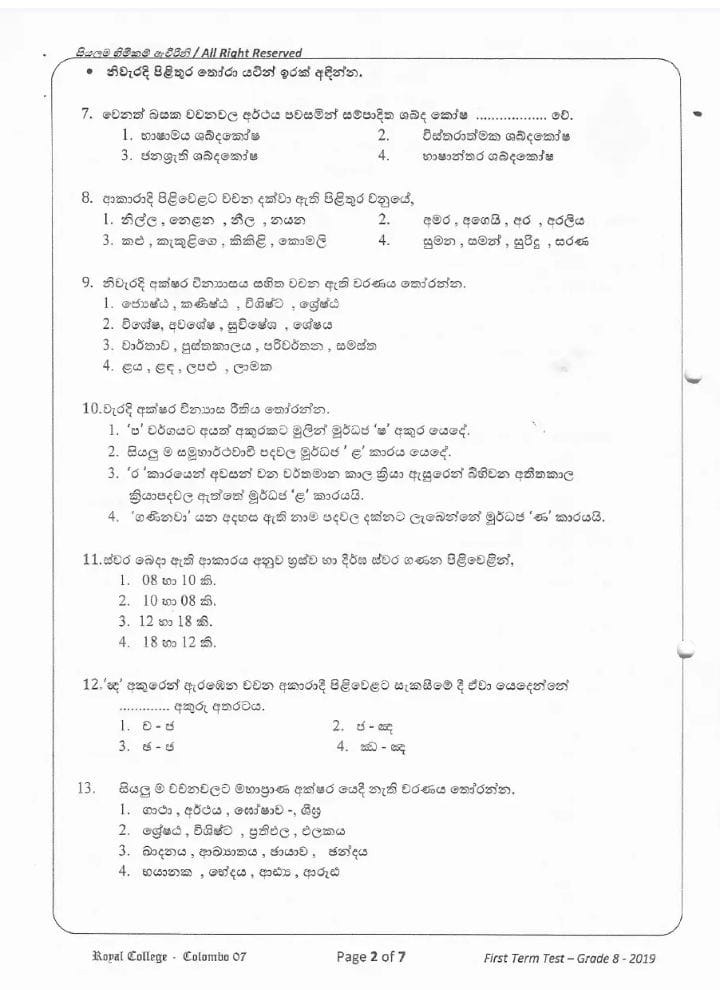 සියලම හිමිකම් ඇවිරිනි / All Right Reserved
• නිවැරදි පිළිතුර තෝරා යටින් ඉරක් අඳින්න.
7. වෙනත් බසක වචනවල අර්ථය පවසමින් සම්පාදිත ශබ්ද කෝෂ .................. වේ.
1. භාෂාමය ශබ්දකෝෂ 2. විස්තරාත්මක ශබ්දකෝෂ
3. ජනශ්‍රැති ශබ්දකෝෂ 4. භාෂාන්තර ශබ්දකෝෂ
8. ආකාරාදි පිළිවෙළට වචන දක්වා ඇති පිළිතුර වනුයේ,
1. නිල්ල , නෙළන , නීල , නයන 2. අමර , අගෙයි , අර , අරලිය
3. කළු , කැකුළිගෙ , කිකිළි , කොමලි 4. සුමන , සමන් , සුරිඳු , සරණ
9. නිවැරදි අක්ෂර වින්‍යාසය සහිත වචන ඇති වරණය තෝරන්න.
1. ජ්‍යෙෂ්ඨ , කණිෂ්ඨ , විශිෂ්ට , ශ්‍රේෂ්ඨ
2. විශේෂ, අවශේෂ , සුවිෂේශ , ශේෂය
3. වාර්තාව , පුස්තකාලය , පරිවර්තන , සමස්ත
4. ළය , ළඳ , ලපළු , ලාමක
10.වැරදි අක්ෂර වින්‍යාස රීතිය තෝරන්න.
1. ‘ප’ වර්ගයට අයත් අකුරකට මුලින් මූර්ධජ ‘ෂ’ අකුර යෙදේ.
2. සියලු ම සමූහාර්ථවාචී පදවල මූර්ධජ ‘ ළ’ කාරය යෙදේ.
3. ‘ර ’කාරයෙන් අවසන් වන වර්තමාන කාල ක්‍රියා ඇසුරෙන් බිහිවන අතීතකාල
ක්‍රියාපදවල ඇත්තේ මූර්ධජ ‘ළ’ කාරයයි.
4. ‘ගණිනවා’ යන අදහස ඇති නාම පදවල දක්නට ලැබෙන්නේ මූර්ධජ ‘ණ’ කාරයයි.
11.ස්වර බෙදා ඇති ආකාරය අනුව හ්‍රස්ව හා දීර්ඝ ස්වර ගණන පිළිවෙළින්,
1. 08 හා 10 කි.
2. 10 හා 08 කි.
3. 12 හා 18 කි.
4. 18 හා 12 කි.
12.‘ඥ’ අකුරෙන් ඇරඹෙන වචන අකාරාදී පිළිවෙළට සැකසීමේ දී ඒවා යෙදෙන්නේ
............. අකුරු අතරටය.
1. ච - ජ 2. ජ - ඤ
3. ඡ - ජ 4. ඣ - ඤ
13. සියලු ම වචනවලට මහාප්‍රාණ අක්ෂර යෙදී නැති වරණය තෝරන්න.
1. ගාථා , අර්ථය , ඝෝෂාව -, ශීඝ්‍ර
2. ශ්‍රේෂඨ , විශිෂ්ට , ප්‍රතිඵල , ඵලකය
3. ඛාදනය , ආඛ්‍යානය , ඡායාව , ඡන්දය
4. භයානක , භේදය , ආඪ්‍ය , ආරූඪ
Royal College - Colombo 07 Page 2 of 7 First Term Test – Grade 8 - 2019